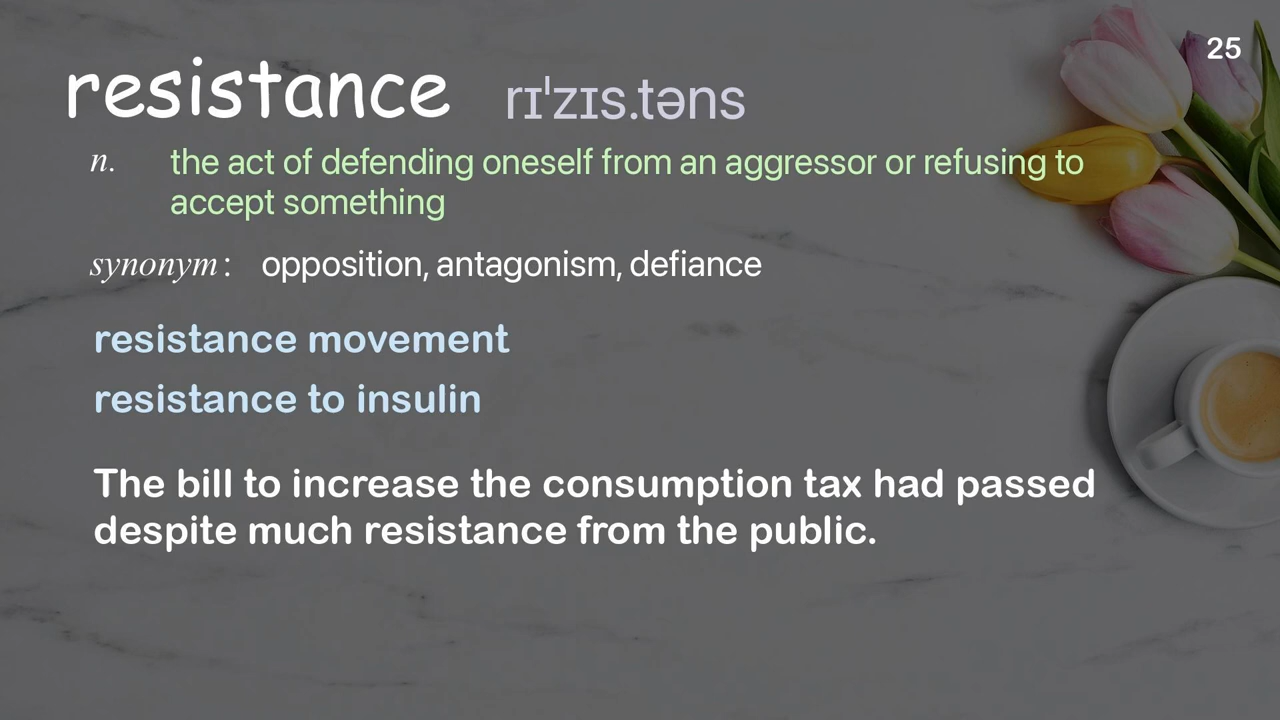 25
resistance rɪˈzɪs.təns
n. the act of defending oneself from an aggressor or refusing to
accept something
synonym : opposition, antagonism, defiance
resistance movement
resistance to insulin
The bill to increase the consumption tax had passed
despite much resistance from the public.